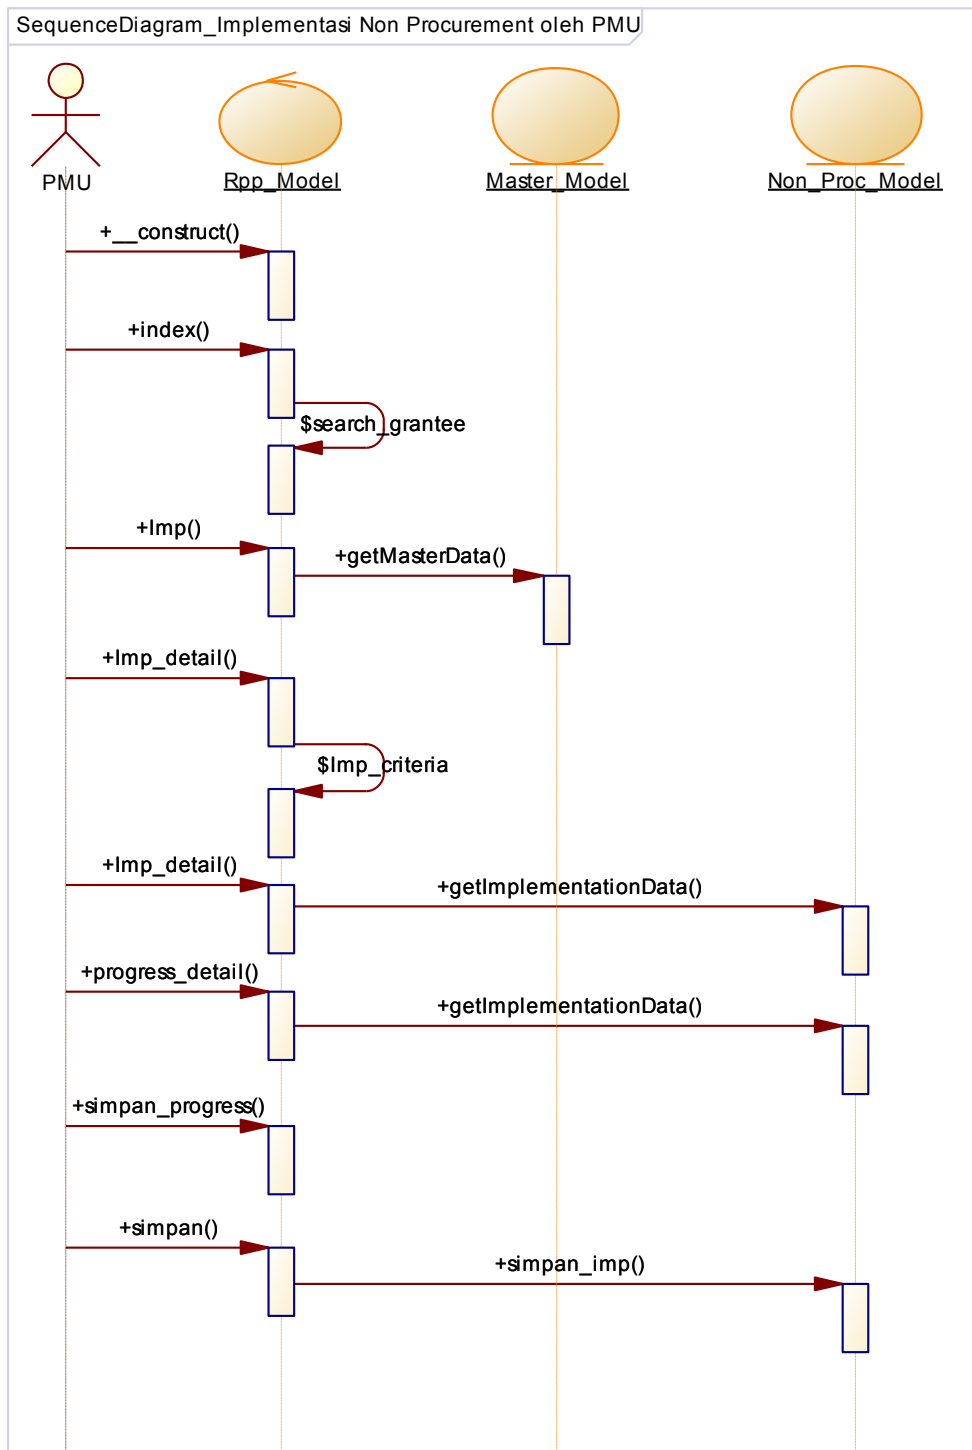 SequenceDiagram_Implementasi Non Procurement oleh PMU
PMU
Rpp_Model
Master_Model
Non_Proc_Model
+__construct()
+index()
$search_grantee
+Imp()
+getMasterData()
+Imp_detail()
$Imp_criteria
+Imp_detail()
+getImplementationData()
+progress_detail()
+getImplementationData()
+simpan_progress()
+simpan()
+simpan_imp()